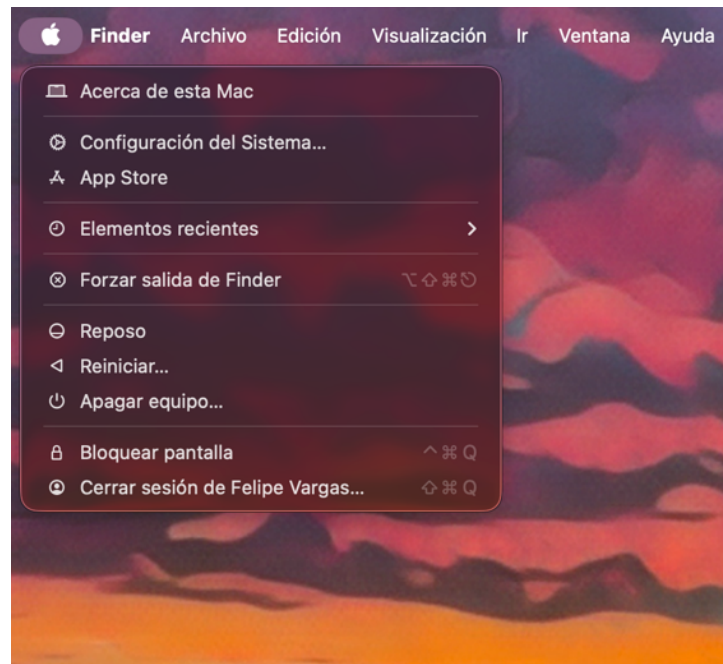 Finder Archivo Edición Visualización Ir Ventana Ayuda
Acerca de esta Mac
Configuración del Sistema...
App Store
Elementos recientes
Forzar salida de Finder ⌥⇧⌘⎋
Reposo
Reiniciar...
Apagar equipo...
Bloquear pantalla ^⌘Q
Cerrar sesión de Felipe Vargas... ⇧⌘Q